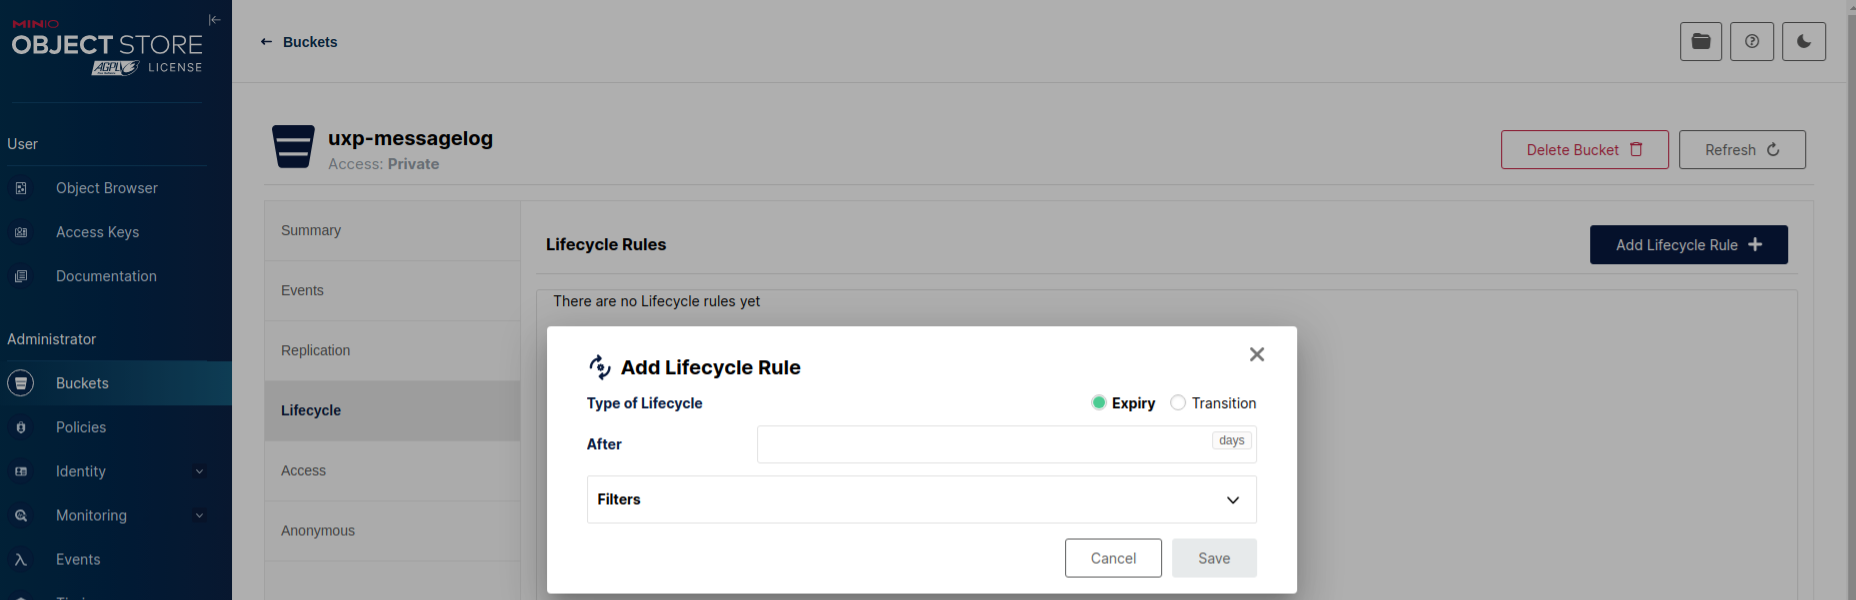 MINIO
OBJECT STORE
AGPL LICENSE
Buckets
User
Object Browser
Access Keys
Documentation
Administrator
Buckets
Policies
Identity
Monitoring
Events
uxp-messagelog
Access: Private
Delete Bucket
Refresh
Summary
Events
Replication
Lifecycle
Access
Anonymous
Lifecycle Rules
Add Lifecycle Rule
There are no Lifecycle rules yet
Add Lifecycle Rule
Type of Lifecycle
Expiry
Transition
After
days
Filters
Cancel
Save